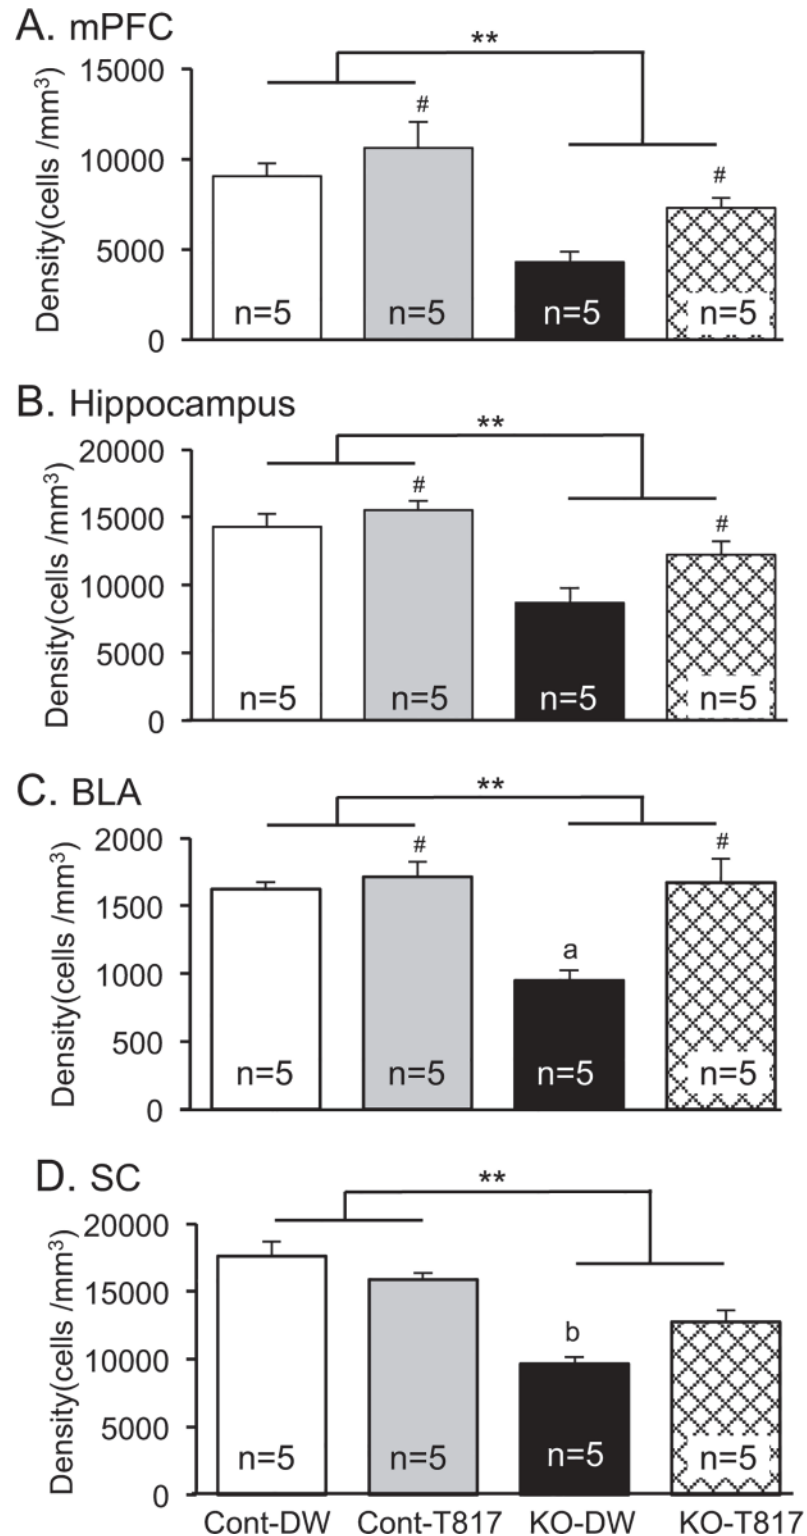 A. mPFC
**
15000
10000
5000
0
Density(cells /mm³)
#
#
n=5
n=5
n=5
n=5
B. Hippocampus
**
20000
15000
10000
5000
0
Density(cells /mm³)
#
#
n=5
n=5
n=5
n=5
C. BLA
**
2000
1500
1000
500
0
Density(cells /mm³)
#
a
#
n=5
n=5
n=5
n=5
D. SC
**
20000
15000
10000
5000
0
Density(cells /mm³)
b
n=5
n=5
n=5
n=5
Cont-DW Cont-T817 KO-DW KO-T817